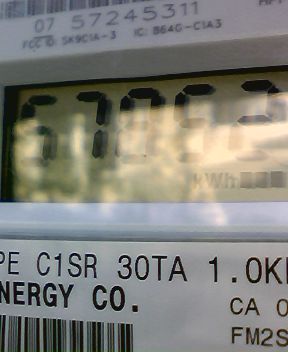 07 57245311
FCC ID: SK9C1A-3 IC: 864G-C1A3
kWh
PE C1SR 30TA 1.0K
NERGY CO.
CA 0
FM2S